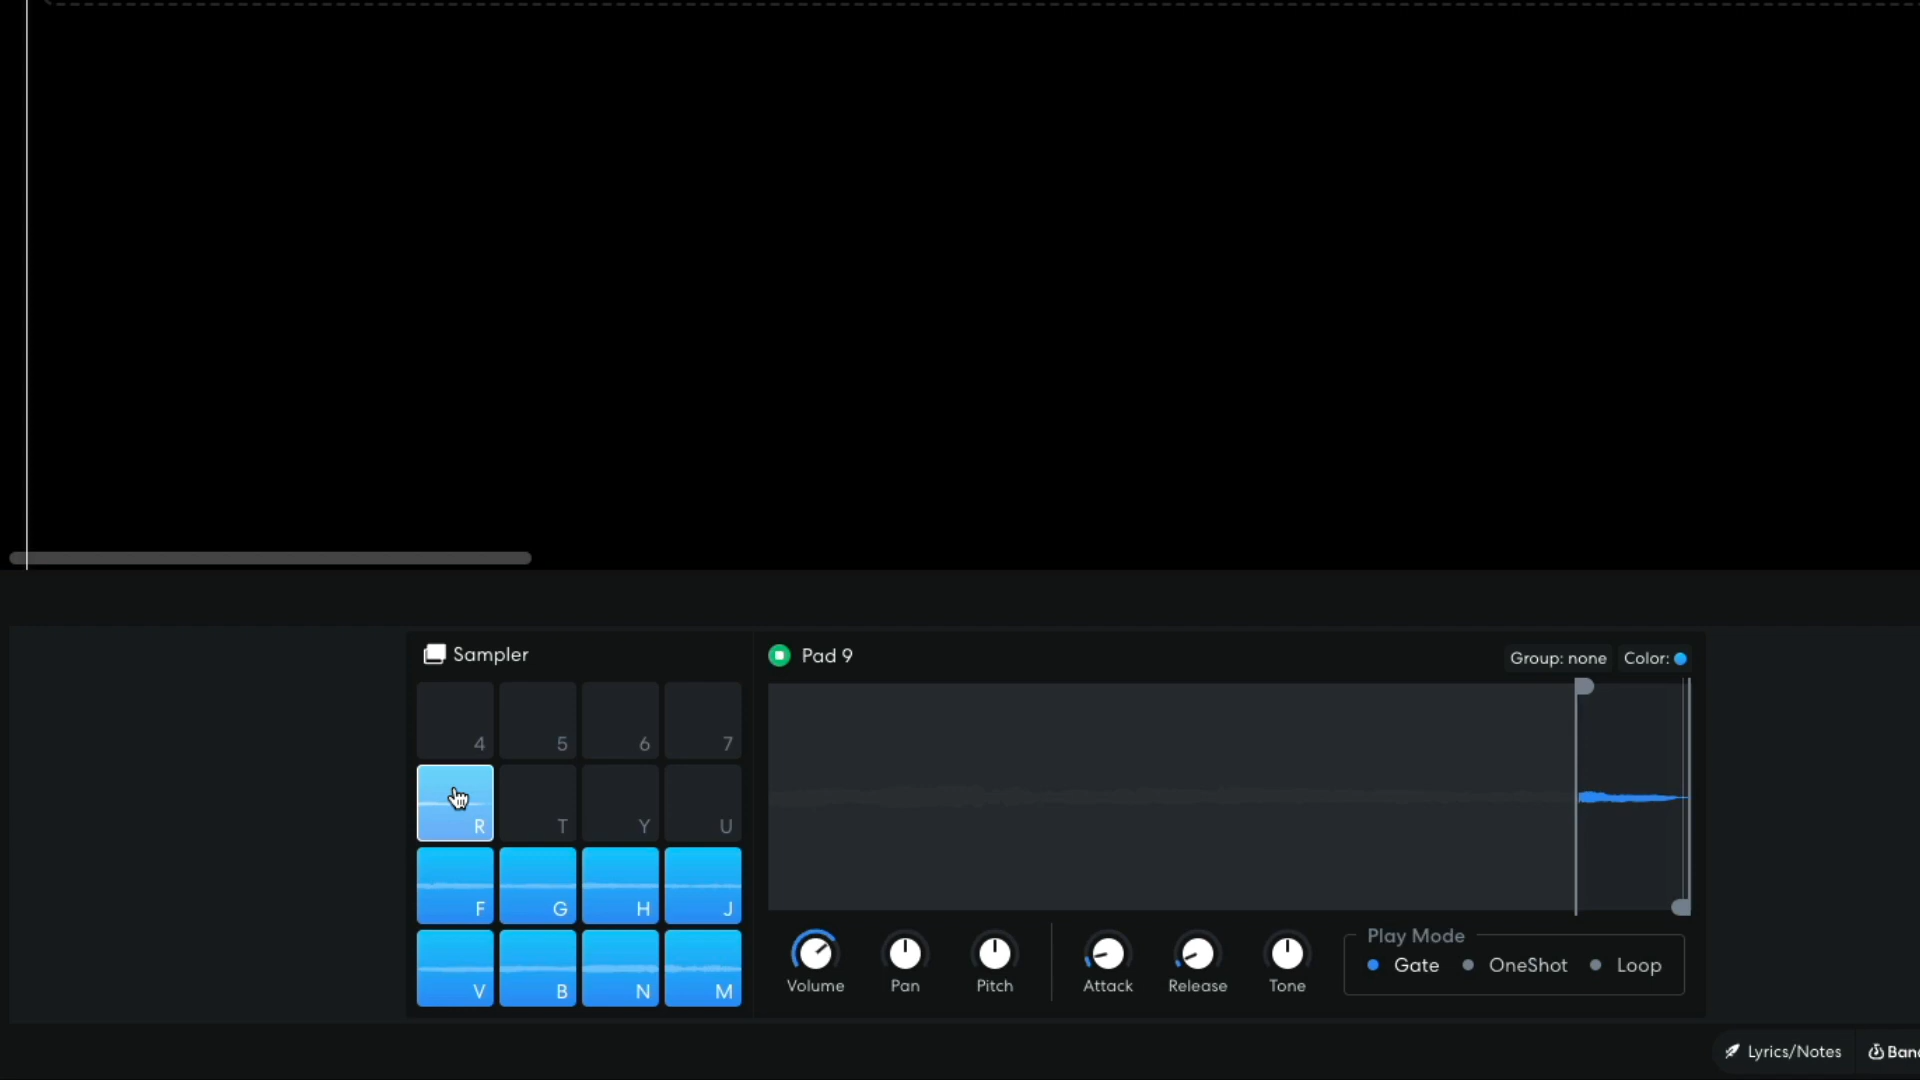 Sampler
Pad 9
Group: none
Color:
4 5 6 7
R T Y U
F G H J
V B N M
Volume Pan Pitch Attack Release Tone
Play Mode
Gate OneShot Loop
Lyrics/Notes
Banc